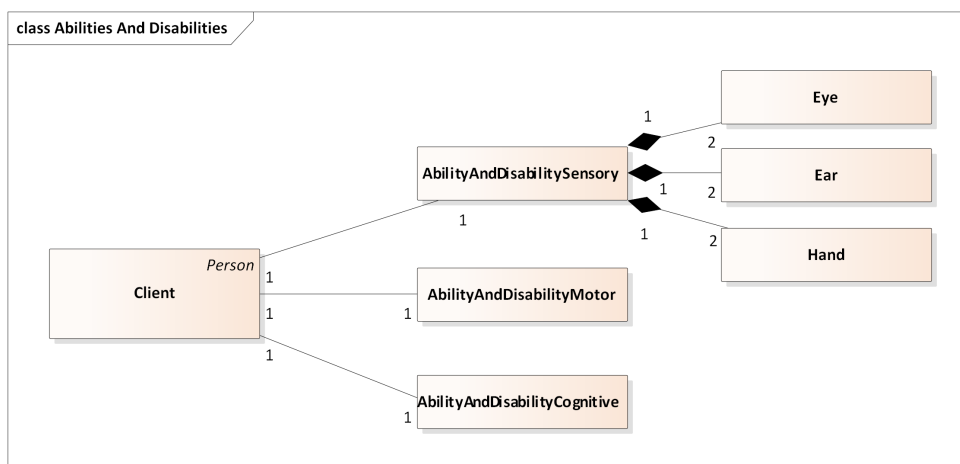 class Abilities And Disabilities
Eye
1
2
AbilityAndDisabilitySensory
Ear
1
2
1
1
2
Hand
Person
Client
1
AbilityAndDisabilityMotor
1
1
1
AbilityAndDisabilityCognitive
1